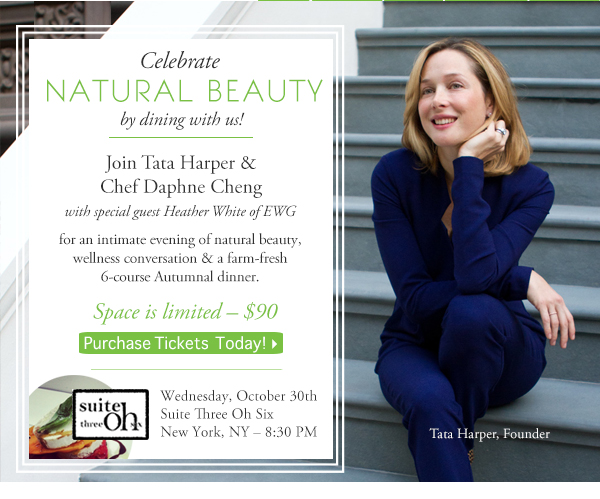 Celebrate
NATURAL BEAUTY
by dining with us!
Join Tata Harper &
Chef Daphne Cheng
with special guest Heather White of EWG
for an intimate evening of natural beauty,
wellness conversation & a farm-fresh
6-course Autumnal dinner.
Space is limited – $90
Purchase Tickets Today!
suite
three Oh
Wednesday, October 30th
Suite Three Oh Six
New York, NY – 8:30 PM
Tata Harper, Founder